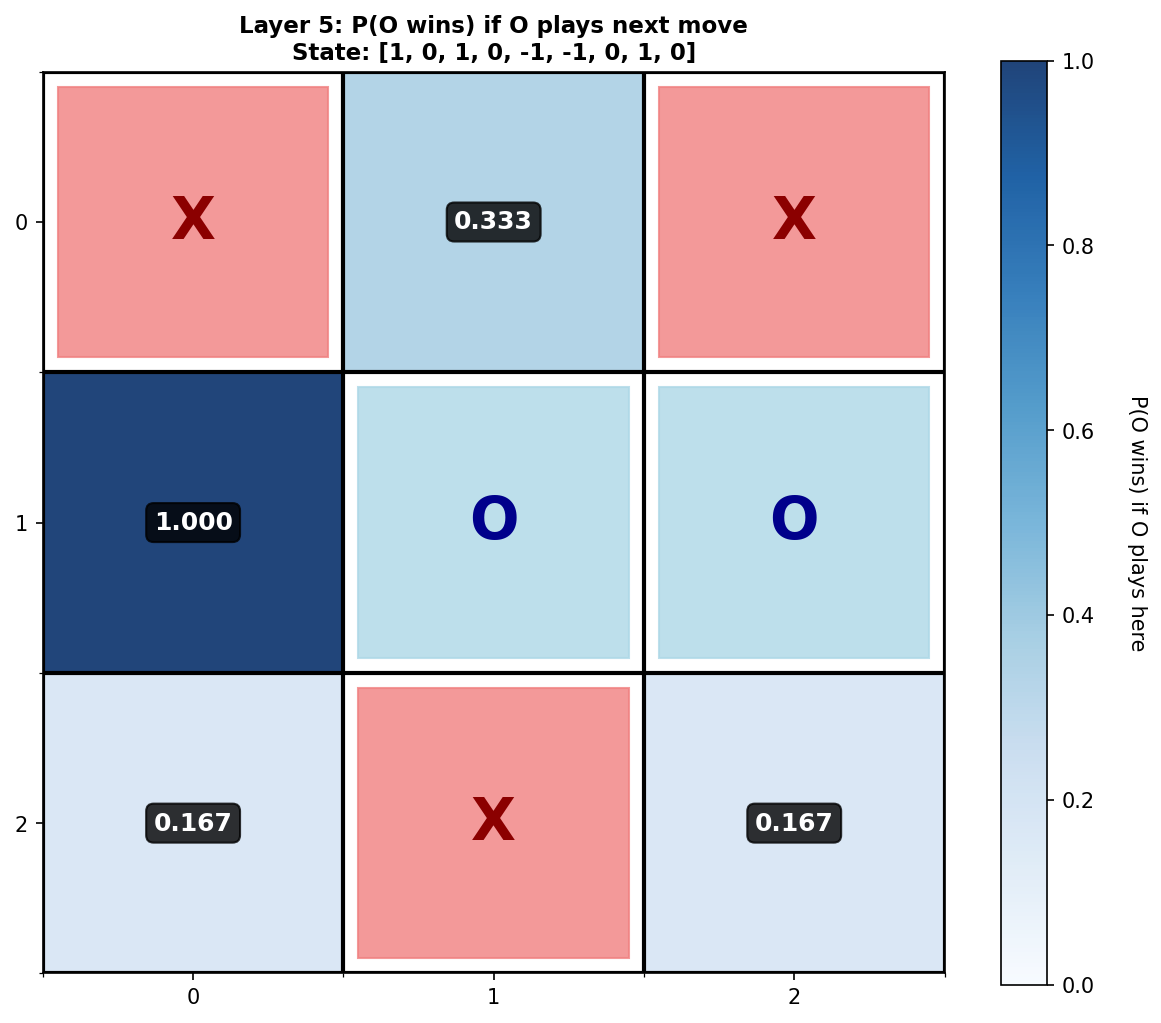 Layer 5: P(O wins) if O plays next move
State: [1, 0, 1, 0, -1, -1, 0, 1, 0]
X
0.333
X
1.000
O
O
0.167
X
0.167
0
1
2
0
1
2
1.0
0.8
0.6
0.4
0.2
0.0
P(O wins) if O plays here